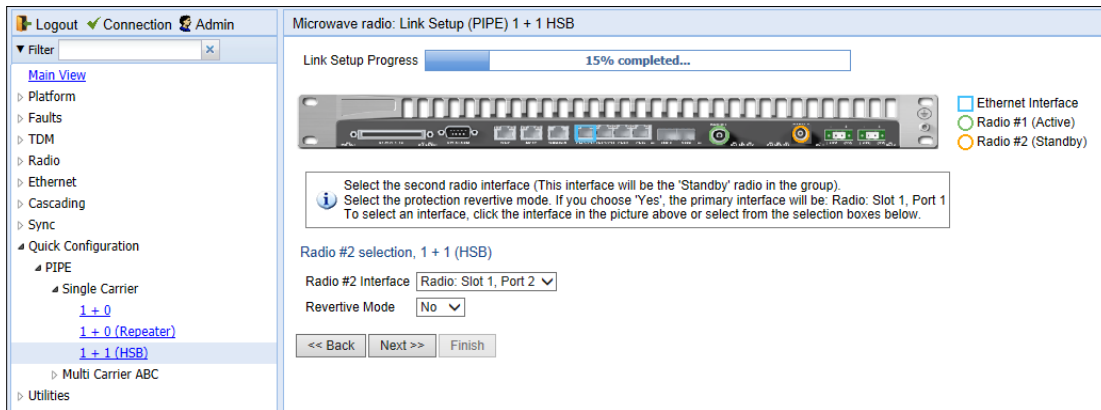 Logout Connection Admin
Filter
Main View
Platform
Faults
TDM
Radio
Ethernet
Cascading
Sync
Quick Configuration
PIPE
Single Carrier
1 + 0
1 + 0 (Repeater)
1 + 1 (HSB)
Multi Carrier ABC
Utilities
Microwave radio: Link Setup (PIPE) 1 + 1 HSB
Link Setup Progress 15% completed...
Ethernet Interface
Radio #1 (Active)
Radio #2 (Standby)
Select the second radio interface (This interface will be the 'Standby' radio in the group).
Select the protection revertive mode. If you choose 'Yes', the primary interface will be: Radio: Slot 1, Port 1
To select an interface, click the interface in the picture above or select from the selection boxes below.
Radio #2 selection, 1 + 1 (HSB)
Radio #2 Interface Radio: Slot 1, Port 2
Revertive Mode No
<< Back Next >> Finish